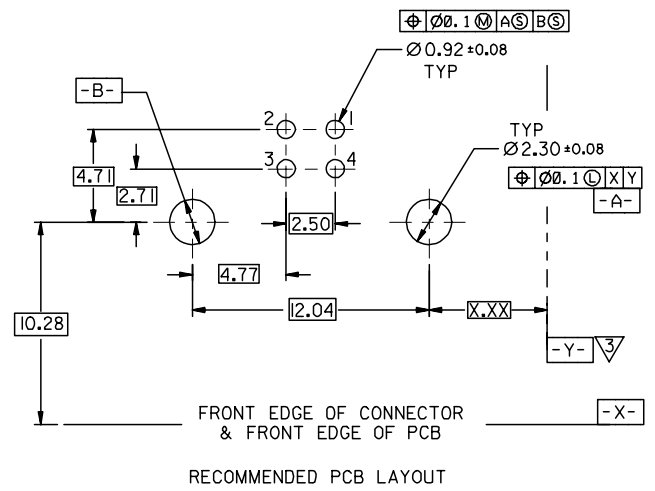 ⌖ Ø0.1 Ⓜ A Ⓢ B Ⓢ
Ø 0.92 ±0.08
TYP
-B-
2 1
TYP
Ø 2.30 ±0.08
3 4
⌖ Ø0.1 Ⓛ X Y
4.71
2.71
-A-
2.50
4.77
12.04
X.XX
10.28
-Y- 3
FRONT EDGE OF CONNECTOR
& FRONT EDGE OF PCB
-X-
RECOMMENDED PCB LAYOUT